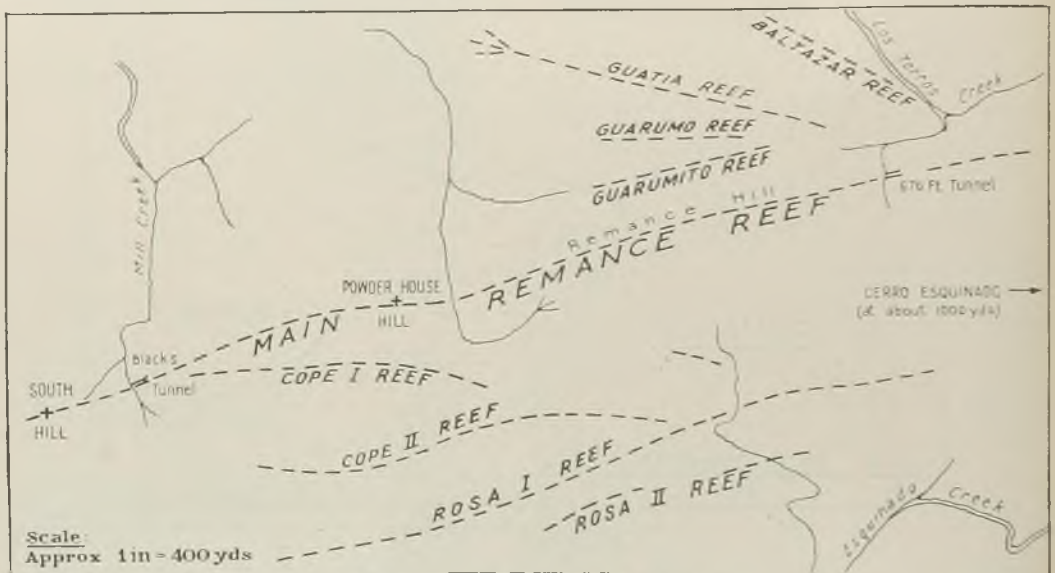 BALTAZAR REEF
Los Terros Creek
GUATIA REEF
GUARUMO REEF
GUARUMITO REEF
Remance Hill
MAIN REMANCE REEF
676 Ft. Tunnel
Mill Creek
POWDER HOUSE
HILL
CERRO ESQUINADO
(at about 1000 yds)
Blacks
Tunnel
COPE I REEF
SOUTH
HILL
COPE II REEF
ROSA I REEF
ROSA II REEF
Esquinado Creek
Scale:
Approx 1in = 400 yds